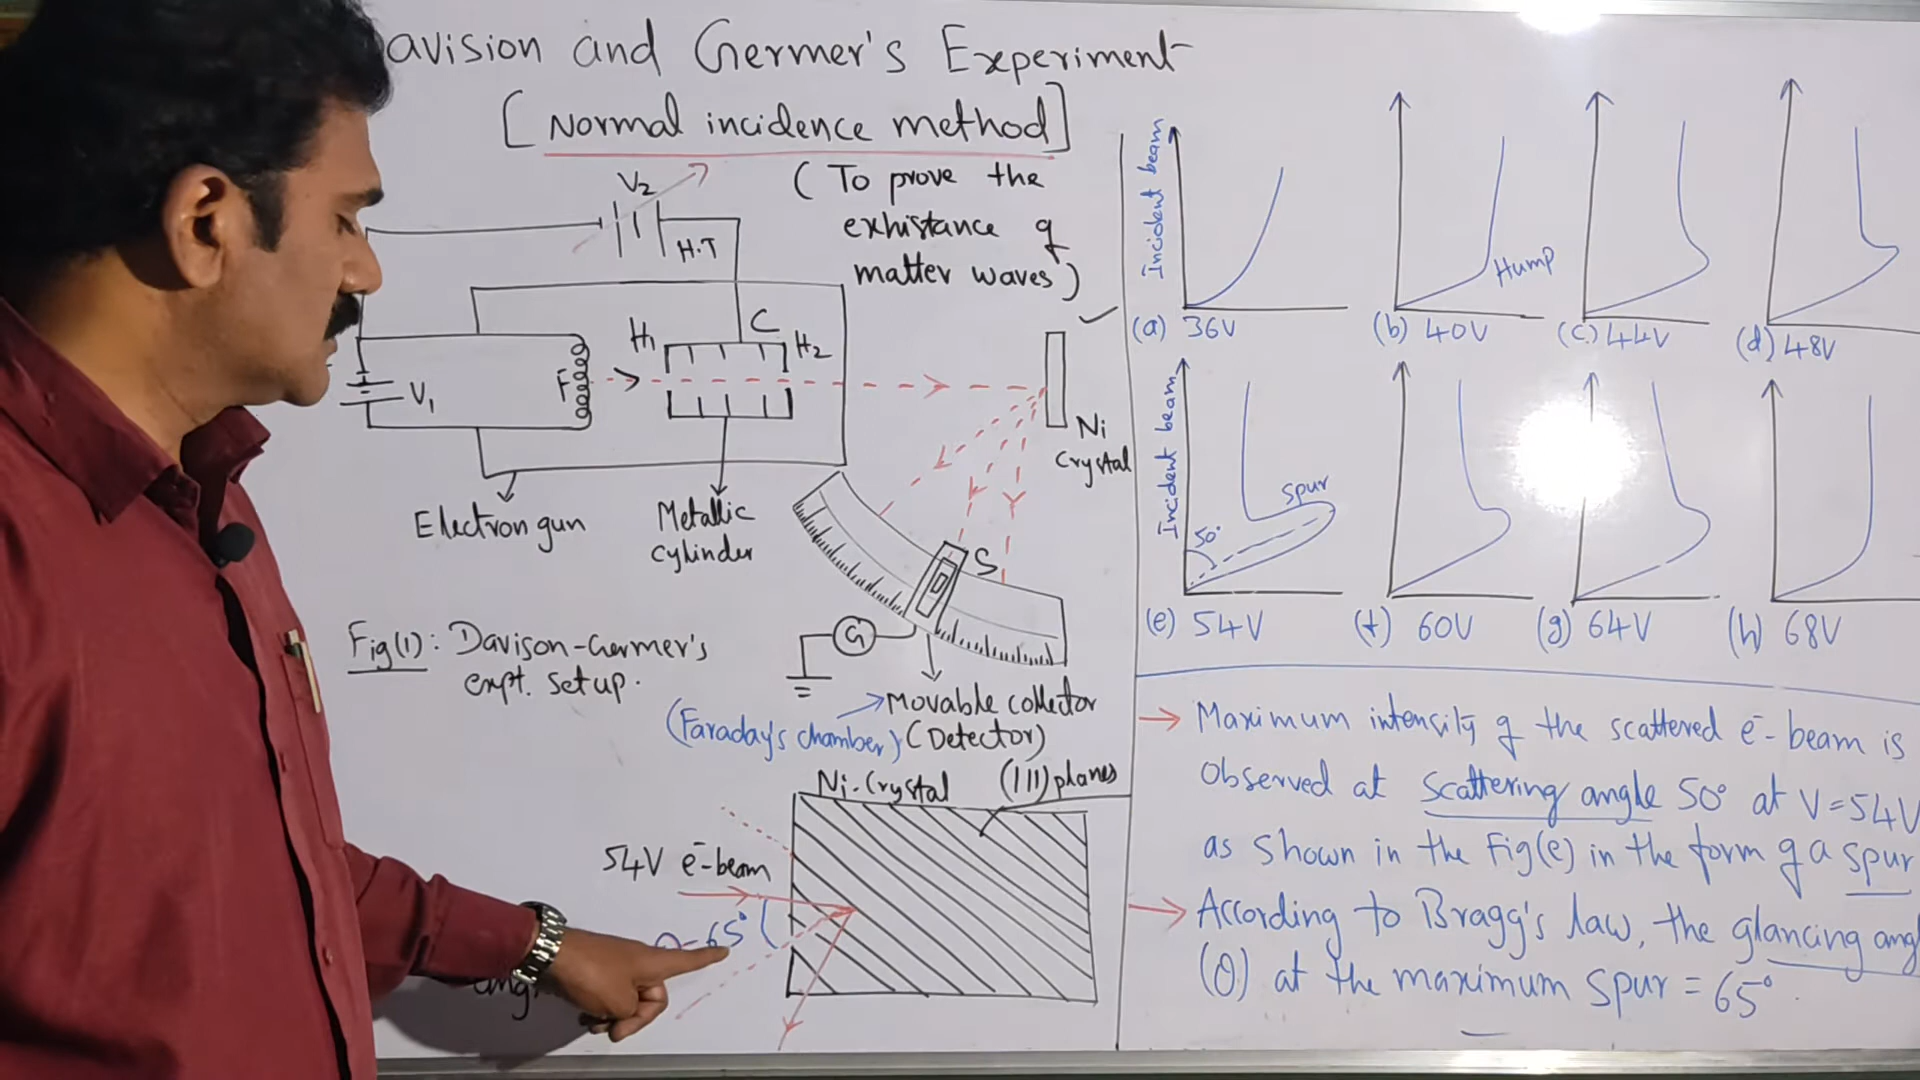 avision and Germer's Experiment
[Normal incidence method]
(To prove the
exhistance of
matter waves)
V2
H.T
H1
C
H2
F
V1
Ni
Crystal
Electron gun
Metallic
cylinder
S
G
Fig(1): Davison-Germer's
expt. setup.
Movable collector
(Faraday's chamber) (Detector)
Ni-Crystal
(111) planes
54V e⁻-beam
65°
Incident beam
(a) 36V
Hump
(b) 40V
(c) 44V
(d) 48V
Incident beam
50°
Spur
(e) 54V
(f) 60V
(g) 64V
(h) 68V
→ Maximum intensity of the scattered e⁻-beam is
observed at scattering angle 50° at V=54V
as shown in the Fig(e) in the form of a spur
→ According to Bragg's law, the glancing ang
(θ) at the maximum spur = 65°.